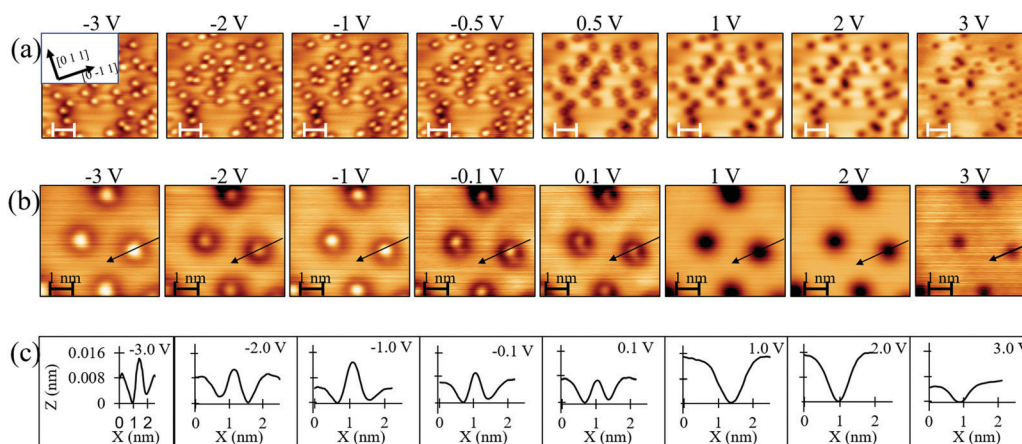 -3 V -2 V -1 V -0.5 V 0.5 V 1 V 2 V 3 V
(a)
[0 1 1]
[0 -1 1]
-3 V -2 V -1 V -0.1 V 0.1 V 1 V 2 V 3 V
(b)
1 nm 1 nm 1 nm 1 nm 1 nm 1 nm 1 nm 1 nm
(c)
-3.0 V -2.0 V -1.0 V -0.1 V 0.1 V 1.0 V 2.0 V 3.0 V
0.016
0.008
0
Z (nm)
0 1 2 0 1 2 0 1 2 0 1 2 0 1 2 0 1 2 0 1 2 0 1 2
X (nm) X (nm) X (nm) X (nm) X (nm) X (nm) X (nm) X (nm)